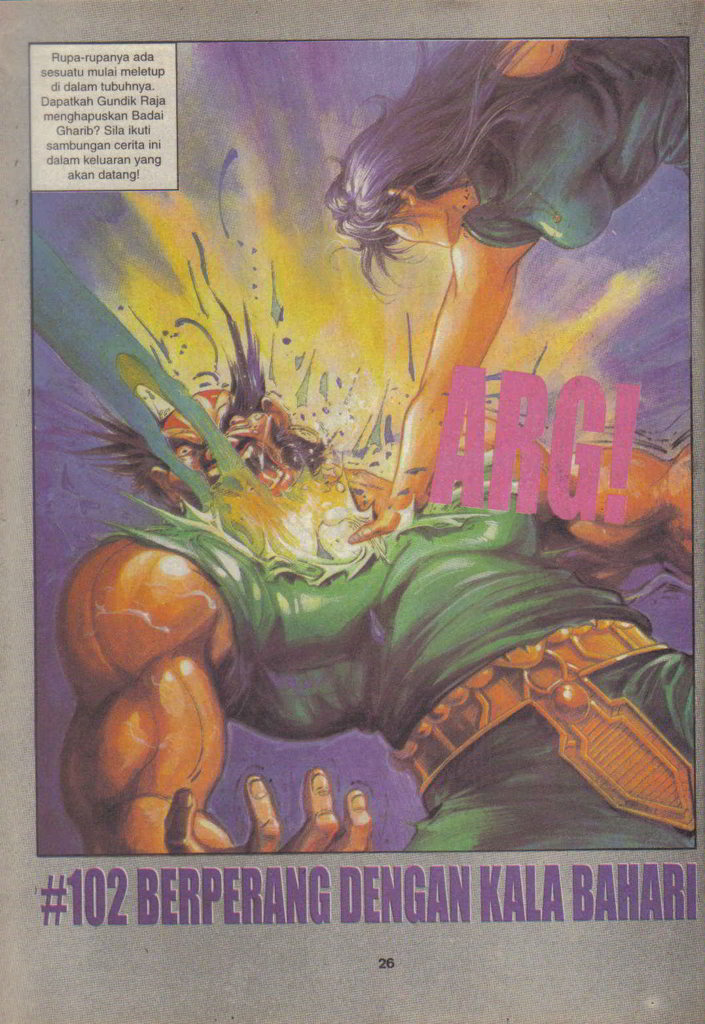 Rupa-rupanya ada
sesuatu mulai meletup
di dalam tubuhnya.
Dapatkah Gundik Raja
menghapuskan Badai
Gharib? Sila ikuti
sambungan cerita ini
dalam keluaran yang
akan datang!
ARG!
#102 BERPERANG DENGAN KALA BAHARI
26